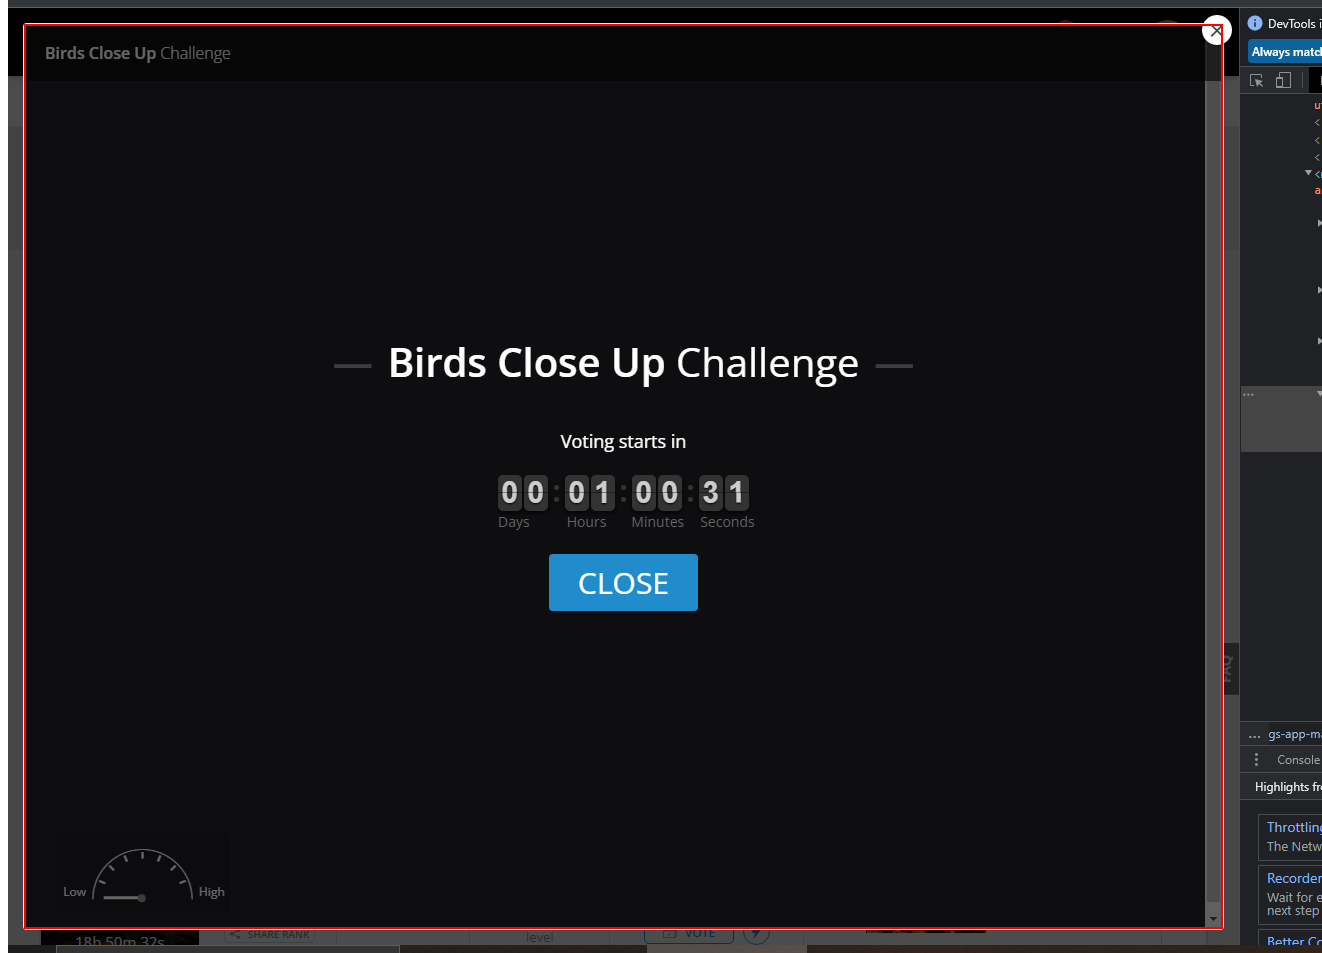 DevTools i
Always matc
Birds Close Up Challenge
Birds Close Up Challenge
Voting starts in
00 : 01 : 00 : 31
Days Hours Minutes Seconds
CLOSE
FAQ
... gs-app-ma
Console
Highlights fr
Throttling
The Netw
Recorder
Wait for e
next step
Better Co
Low High
18h 50m 32s
SHARE RANK
level
VOTE